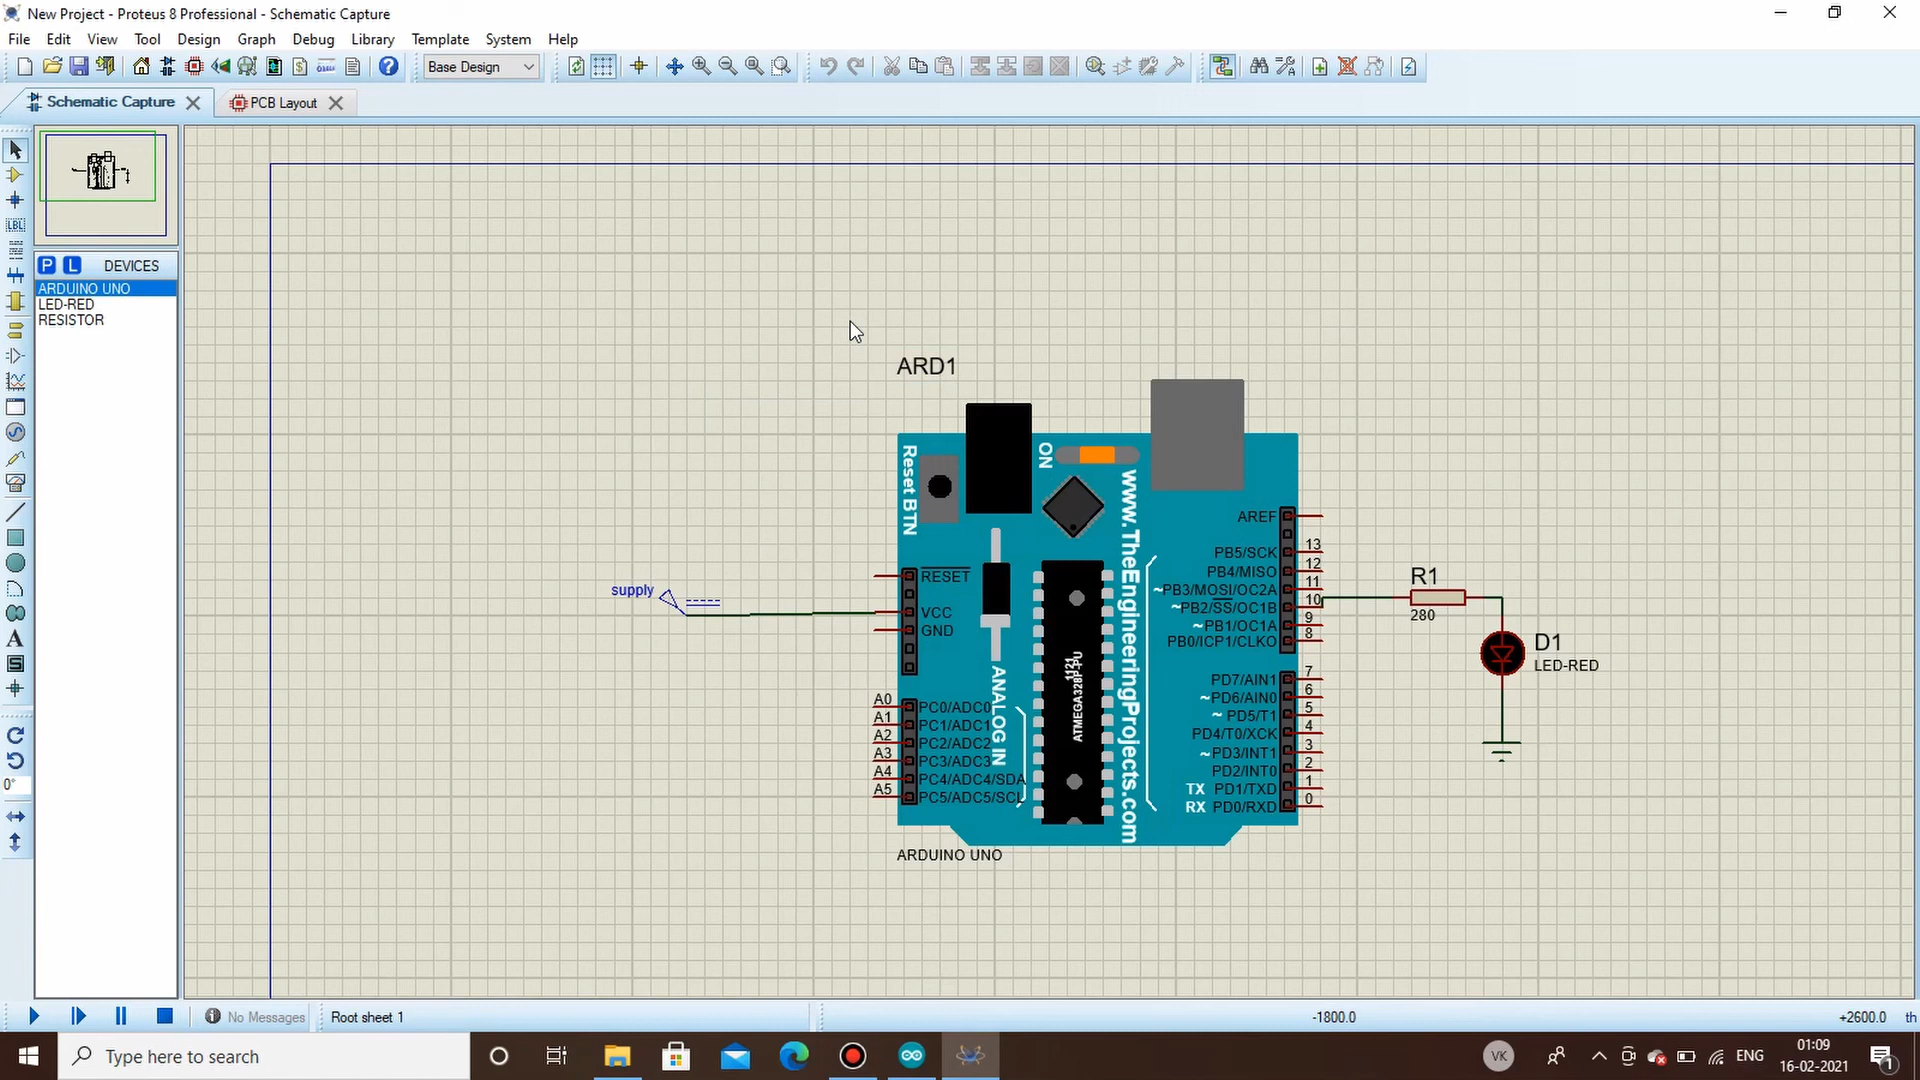 New Project - Proteus 8 Professional - Schematic Capture
File Edit View Tool Design Graph Debug Library Template System Help
Base Design
Schematic Capture
PCB Layout
P L DEVICES
ARDUINO UNO
LED-RED
RESISTOR
LBL
A
S
0°
ARD1
Reset BTN
ON
www.TheEngineeringProjects.com
supply
RESET
VCC
GND
ANALOG IN
A0 PC0/ADC0
A1 PC1/ADC1
A2 PC2/ADC2
A3 PC3/ADC3
A4 PC4/ADC4/SDA
A5 PC5/ADC5/SCL
ATMEGA328P-PU
1121
AREF
PB5/SCK 13
PB4/MISO 12
~PB3/MOSI/OC2A 11
~PB2/SS/OC1B 10
~PB1/OC1A 9
PB0/ICP1/CLKO 8
PD7/AIN1 7
~PD6/AIN0 6
~PD5/T1 5
PD4/T0/XCK 4
~PD3/INT1 3
PD2/INT0 2
TX PD1/TXD 1
RX PD0/RXD 0
ARDUINO UNO
R1
280
D1
LED-RED
No Messages
Root sheet 1
-1800.0
+2600.0
th
Type here to search
VK
ENG
01:09
16-02-2021
1